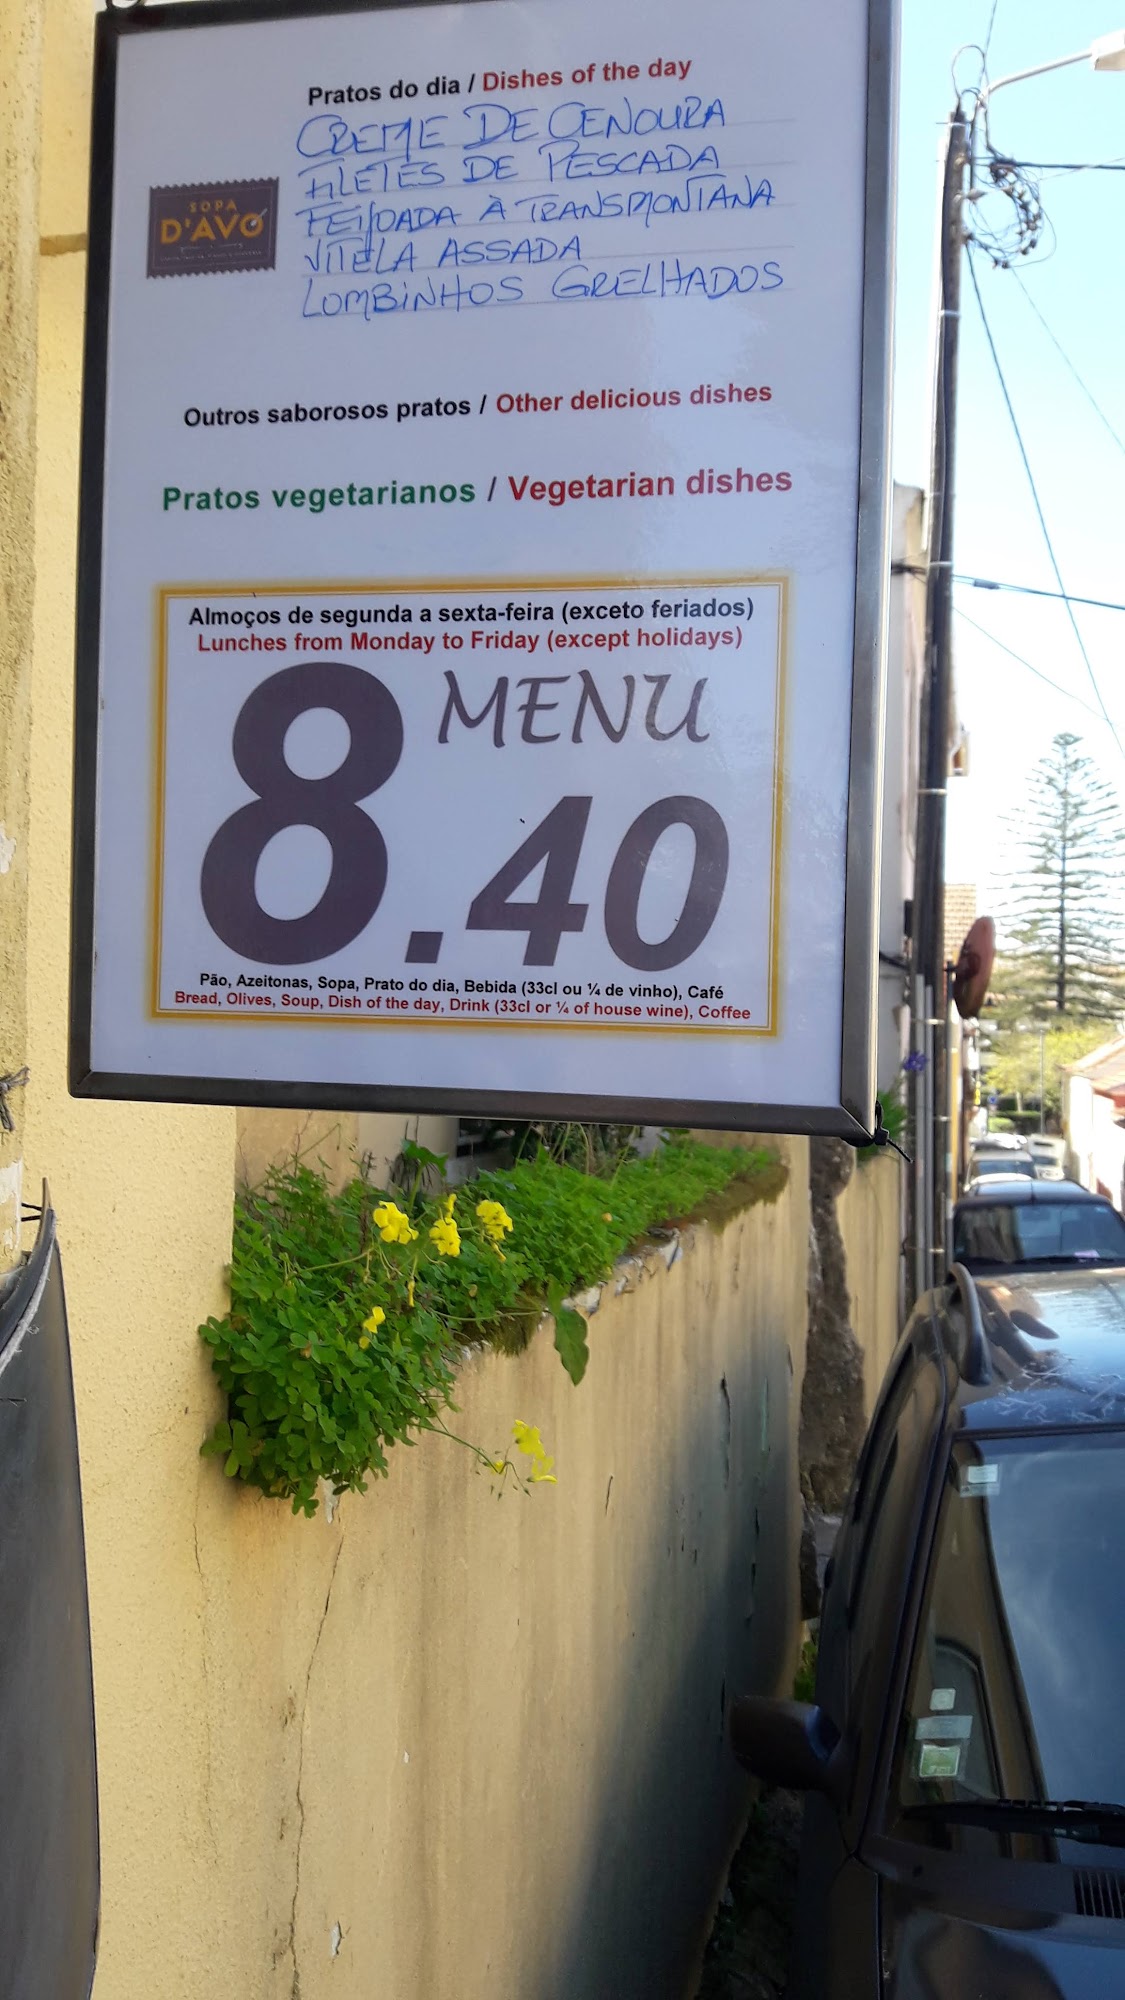 Pratos do dia / Dishes of the day
CREME DE CENOURA
FILETES DE PESCADA
FEIJOADA À TRANSMONTANA
VITELA ASSADA
LOMBINHOS GRELHADOS
SOPA
D'AVÓ
Outros saborosos pratos / Other delicious dishes
Pratos vegetarianos / Vegetarian dishes
Almoços de segunda a sexta-feira (exceto feriados)
Lunches from Monday to Friday (except holidays)
MENU
8.40
Pão, Azeitonas, Sopa, Prato do dia, Bebida (33cl ou ¼ de vinho), Café
Bread, Olives, Soup, Dish of the day, Drink (33cl or ¼ of house wine), Coffee